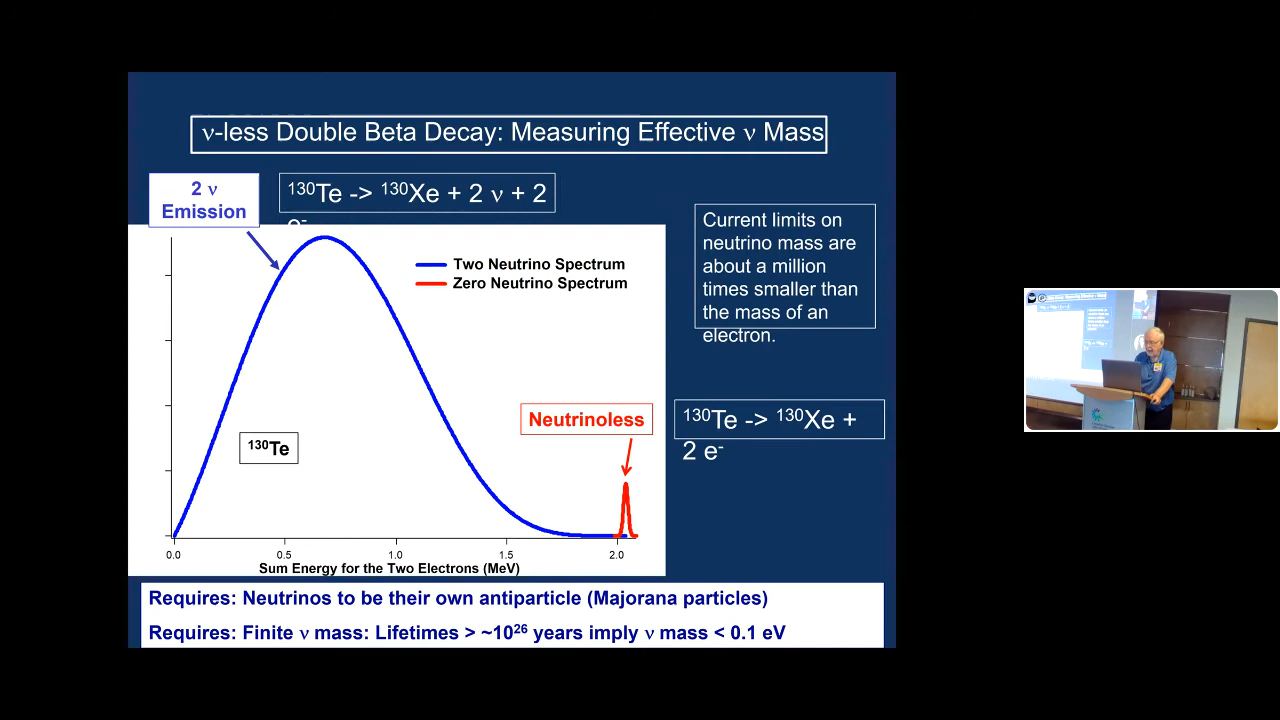 ν-less Double Beta Decay: Measuring Effective ν Mass
2 ν
Emission
¹³⁰Te -> ¹³⁰Xe + 2 ν + 2
e⁻
Current limits on
neutrino mass are
about a million
times smaller than
the mass of an
electron.
Two Neutrino Spectrum
Zero Neutrino Spectrum
Neutrinoless
¹³⁰Te -> ¹³⁰Xe +
2 e⁻
¹³⁰Te
0.0 0.5 1.0 1.5 2.0
Sum Energy for the Two Electrons (MeV)
Requires: Neutrinos to be their own antiparticle (Majorana particles)
Requires: Finite ν mass: Lifetimes > ~10²⁶ years imply ν mass < 0.1 eV